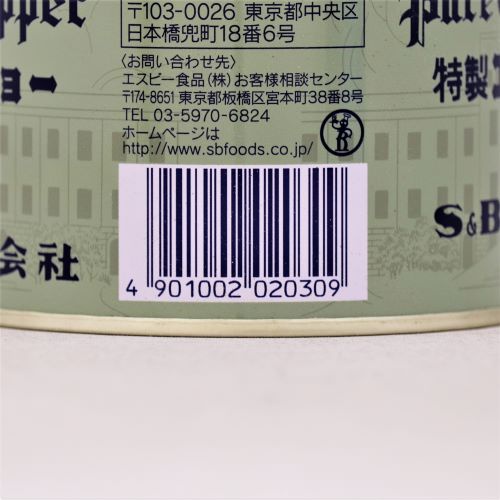 pper
〒103-0026 東京都中央区
日本橋兜町18番6号
〈お問い合わせ先〉
エスビー食品(株)お客様相談センター
〒174-8651 東京都板橋区宮本町38番8号
TEL 03-5970-6824
ホームページは
http://www.sbfoods.co.jp/
4 901002 020309
ョー
会社
Pure
特製
S&B